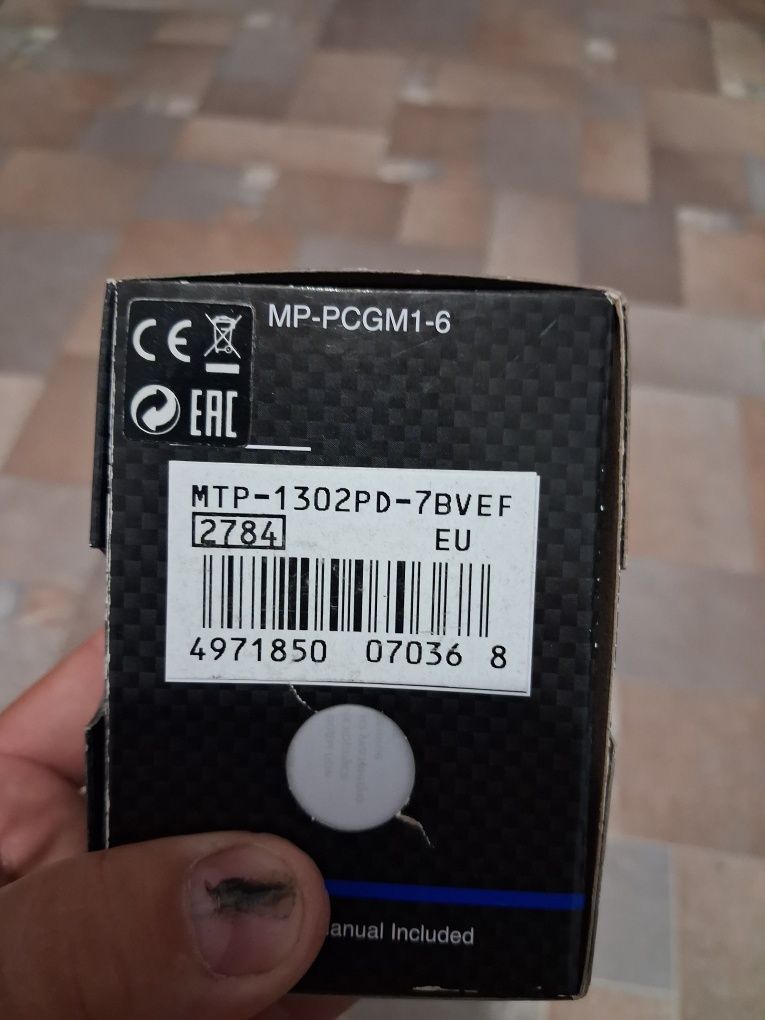 CE
MP-PCGM1-6
EAC
MTP-1302PD-7BVEF
2784 EU
4971850 07036 8
anual Included